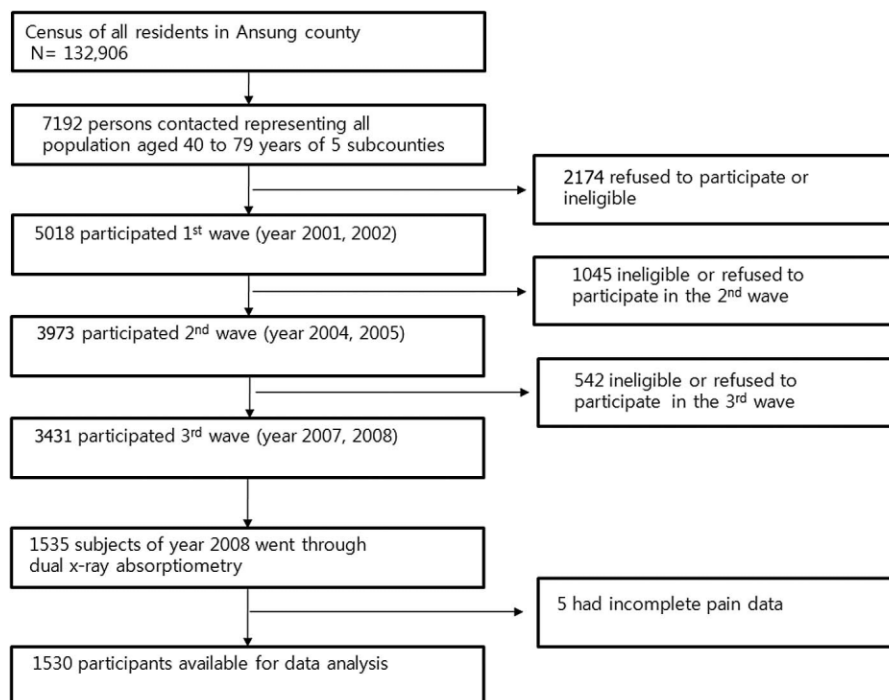 Census of all residents in Ansung county
N= 132,906
7192 persons contacted representing all
population aged 40 to 79 years of 5 subcounties
2174 refused to participate or
ineligible
5018 participated 1st wave (year 2001, 2002)
1045 ineligible or refused to
participate in the 2nd wave
3973 participated 2nd wave (year 2004, 2005)
542 ineligible or refused to
participate in the 3rd wave
3431 participated 3rd wave (year 2007, 2008)
1535 subjects of year 2008 went through
dual x-ray absorptiometry
5 had incomplete pain data
1530 participants available for data analysis